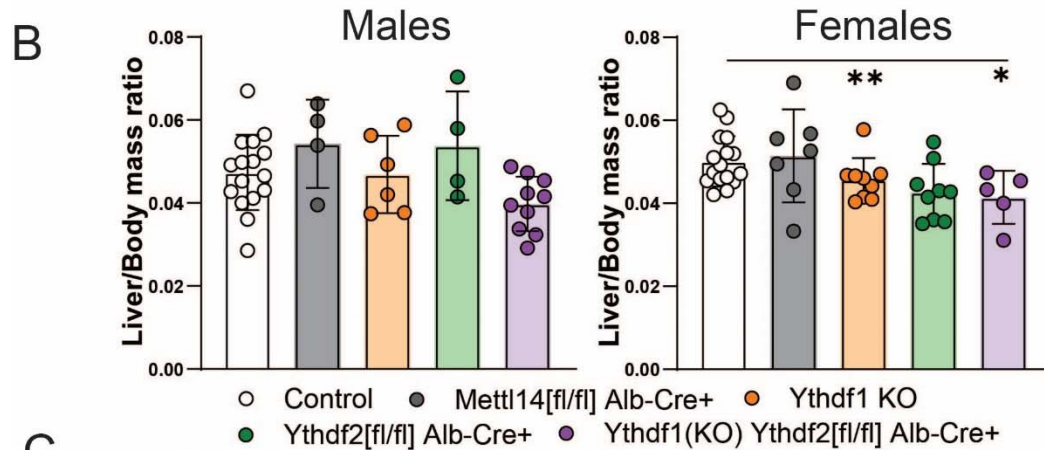 B
Males
Females
Liver/Body mass ratio
0.08
0.06
0.04
0.02
0.00
Liver/Body mass ratio
0.08
0.06
0.04
0.02
0.00
** *
Control Mettl14[fl/fl] Alb-Cre+ Ythdf1 KO
Ythdf2[fl/fl] Alb-Cre+ Ythdf1(KO) Ythdf2[fl/fl] Alb-Cre+